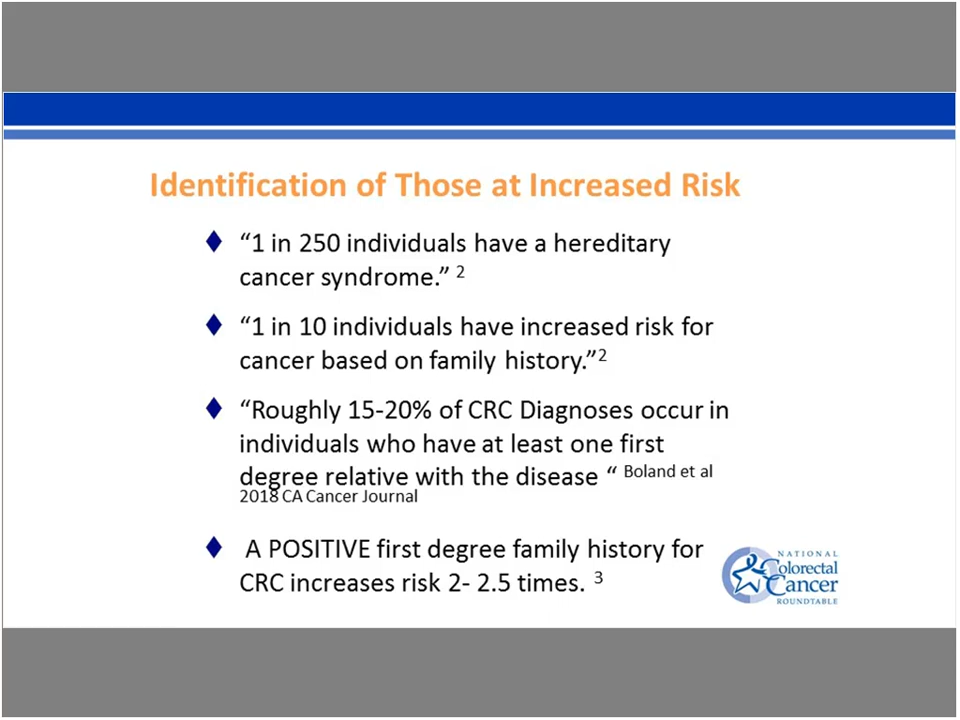 Identification of Those at Increased Risk
“1 in 250 individuals have a hereditary
cancer syndrome.” 2
“1 in 10 individuals have increased risk for
cancer based on family history.”2
“Roughly 15-20% of CRC Diagnoses occur in
individuals who have at least one first
degree relative with the disease “ Boland et al
2018 CA Cancer Journal
A POSITIVE first degree family history for
CRC increases risk 2- 2.5 times. 3
NATIONAL
Colorectal
Cancer
ROUNDTABLE